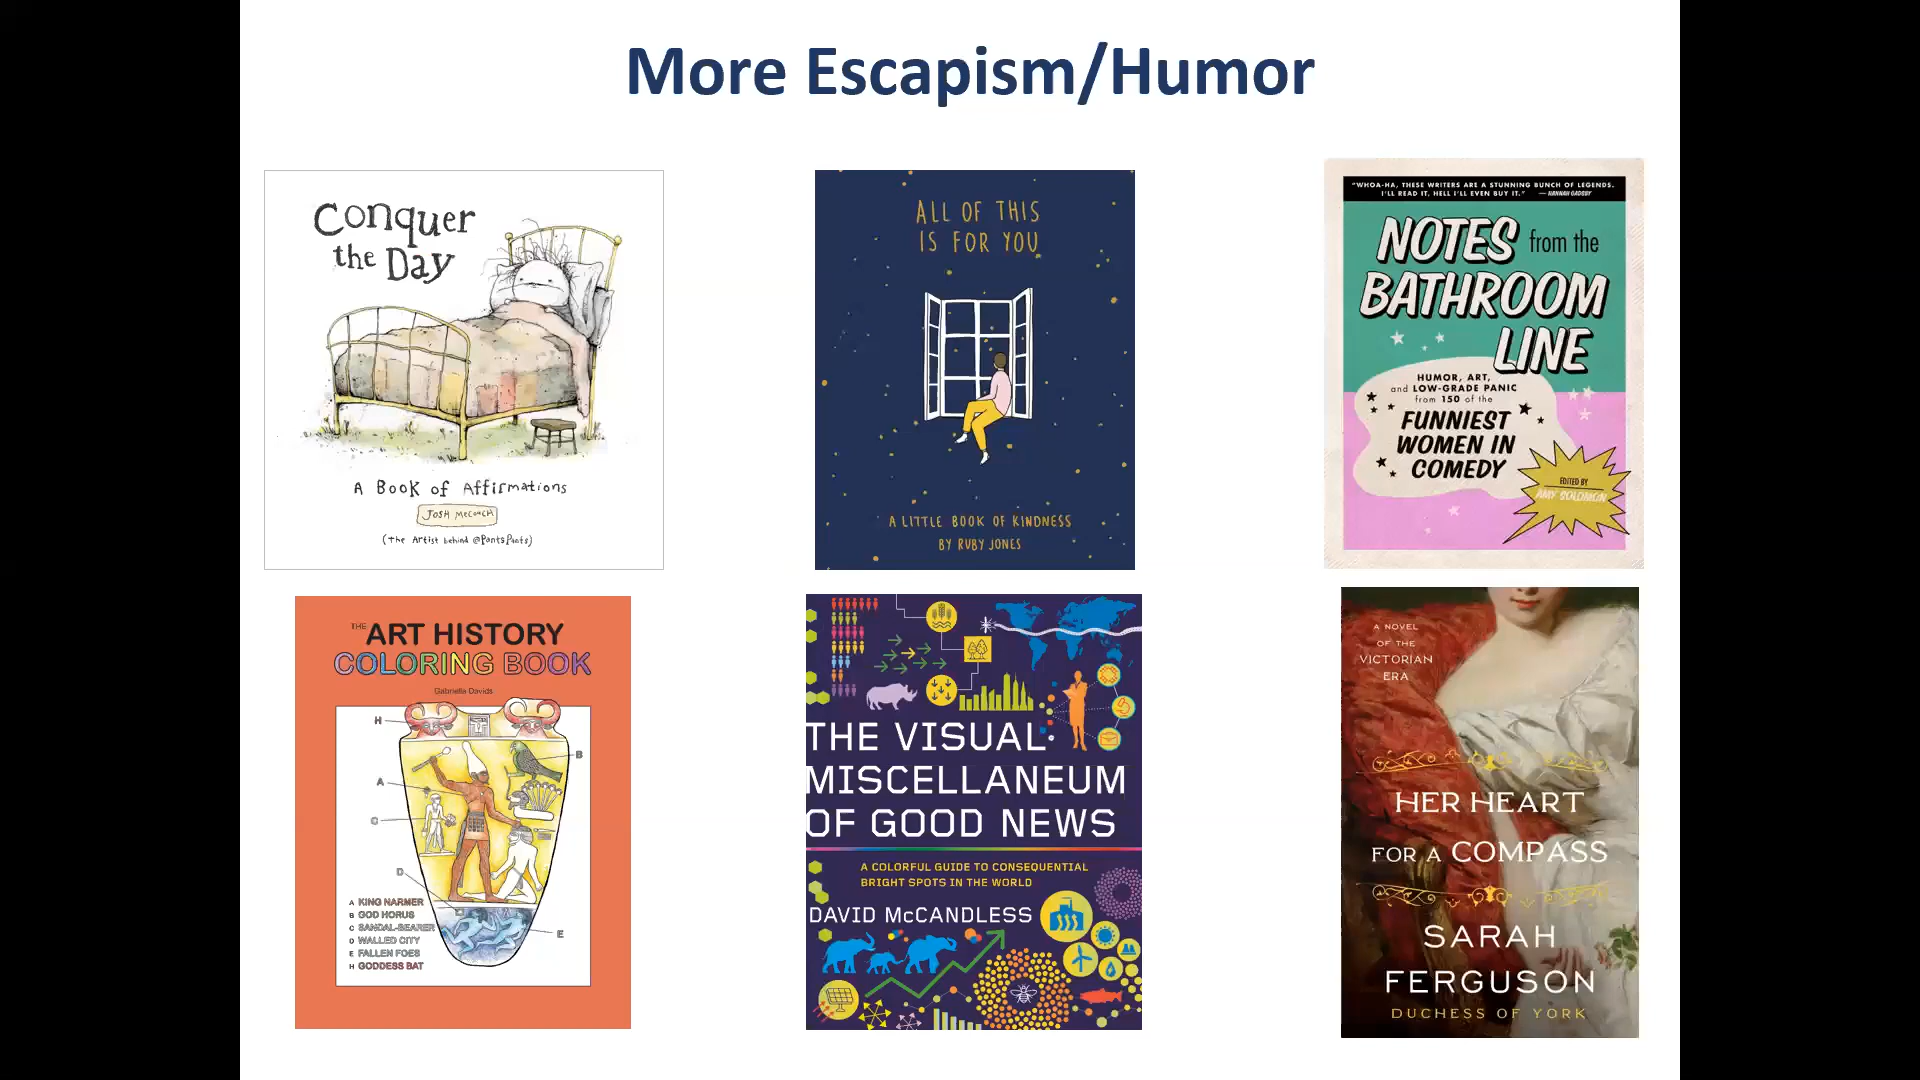 More Escapism/Humor
Conquer
the Day
A Book of Affirmations
Josh Mecouch
(The Artist behind @PantsPants)
ALL OF THIS
IS FOR YOU
A LITTLE BOOK OF KINDNESS
BY RUBY JONES
"WHOA-HA, THESE WRITERS ARE A STUNNING BUNCH OF LEGENDS.
I'LL READ IT, HELL I'LL EVEN BUY IT." — HANNAH GADSBY
NOTES from the
BATHROOM
LINE
HUMOR, ART,
and LOW-GRADE PANIC
from 150 of the
FUNNIEST
WOMEN IN
COMEDY
EDITED BY
AMY SOLOMON
THE ART HISTORY
COLORING BOOK
Gabriella Davids
H
B
A
C
D
E
A KING NARMER
B GOD HORUS
C SANDAL-BEARER
D WALLED CITY
E FALLEN FOES
H GODDESS BAT
THE VISUAL
MISCELLANEUM
OF GOOD NEWS
A COLORFUL GUIDE TO CONSEQUENTIAL
BRIGHT SPOTS IN THE WORLD
DAVID McCANDLESS
A NOVEL
OF THE
VICTORIAN
ERA
HER HEART
FOR A COMPASS
SARAH
FERGUSON
DUCHESS OF YORK